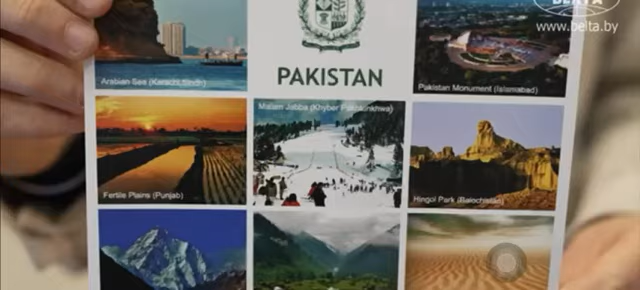 BELTA
www.belta.by
Arabian Sea (Karachi, Sindh)
PAKISTAN
Pakistan Monument (Islamabad)
Fertile Plains (Punjab)
Malam Jabba (Khyber Pakhtunkhwa)
Hingol Park (Balochistan)